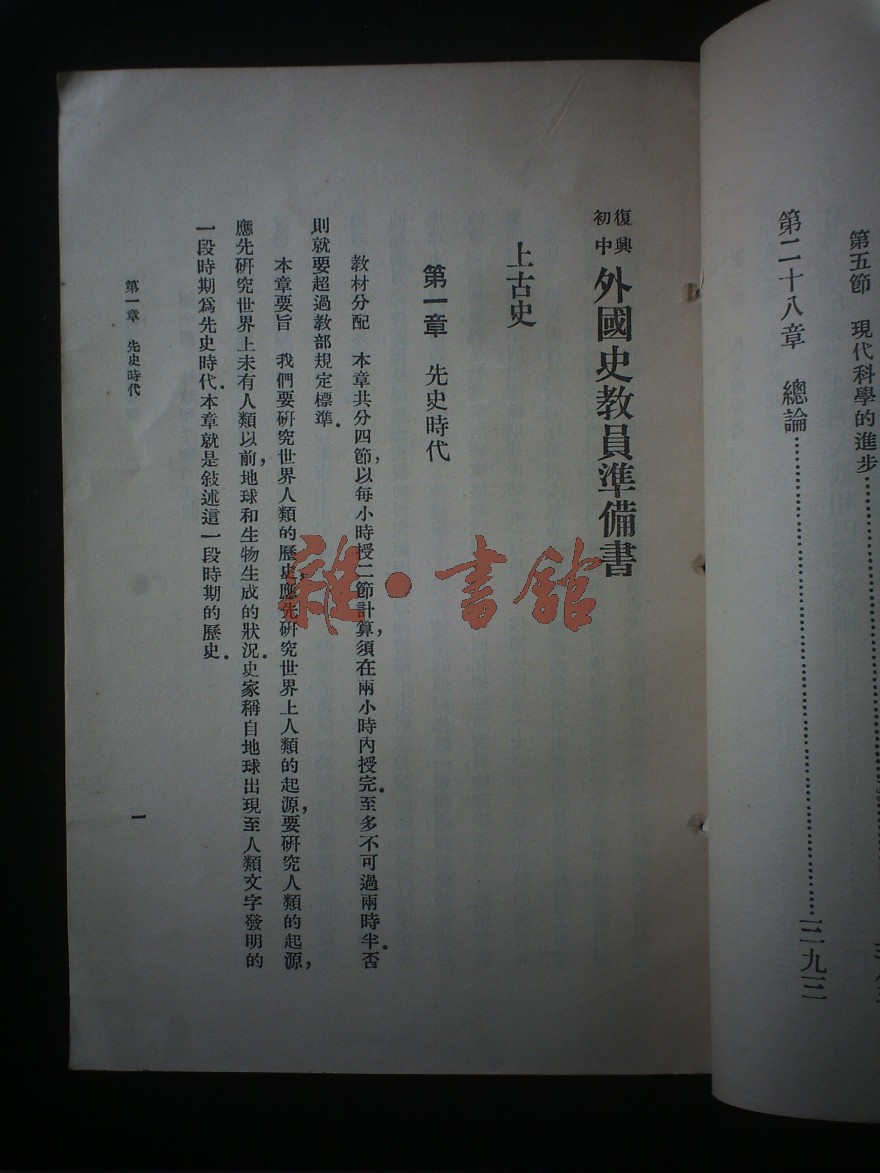 第五節　現代科學的進步
第二十八章　總論……三九三
復興
初中
外國史教員準備書
上古史
第一章　先史時代
教材分配　本章共分四節，以每小時授二節計算，須在兩小時內授完．至多不可過兩時半．否
則就要超過教部規定標準．
本章要旨　我們要研究世界人類的歷史，應先研究世界上人類的起源，要研究人類的起源，
應先研究世界上未有人類以前，地球和生物生成的狀況．史家稱自地球出現至人類文字發明的
一段時期爲先史時代．本章就是敍述這一段時期的歷史．
第一章　先史時代
一
雜·書館